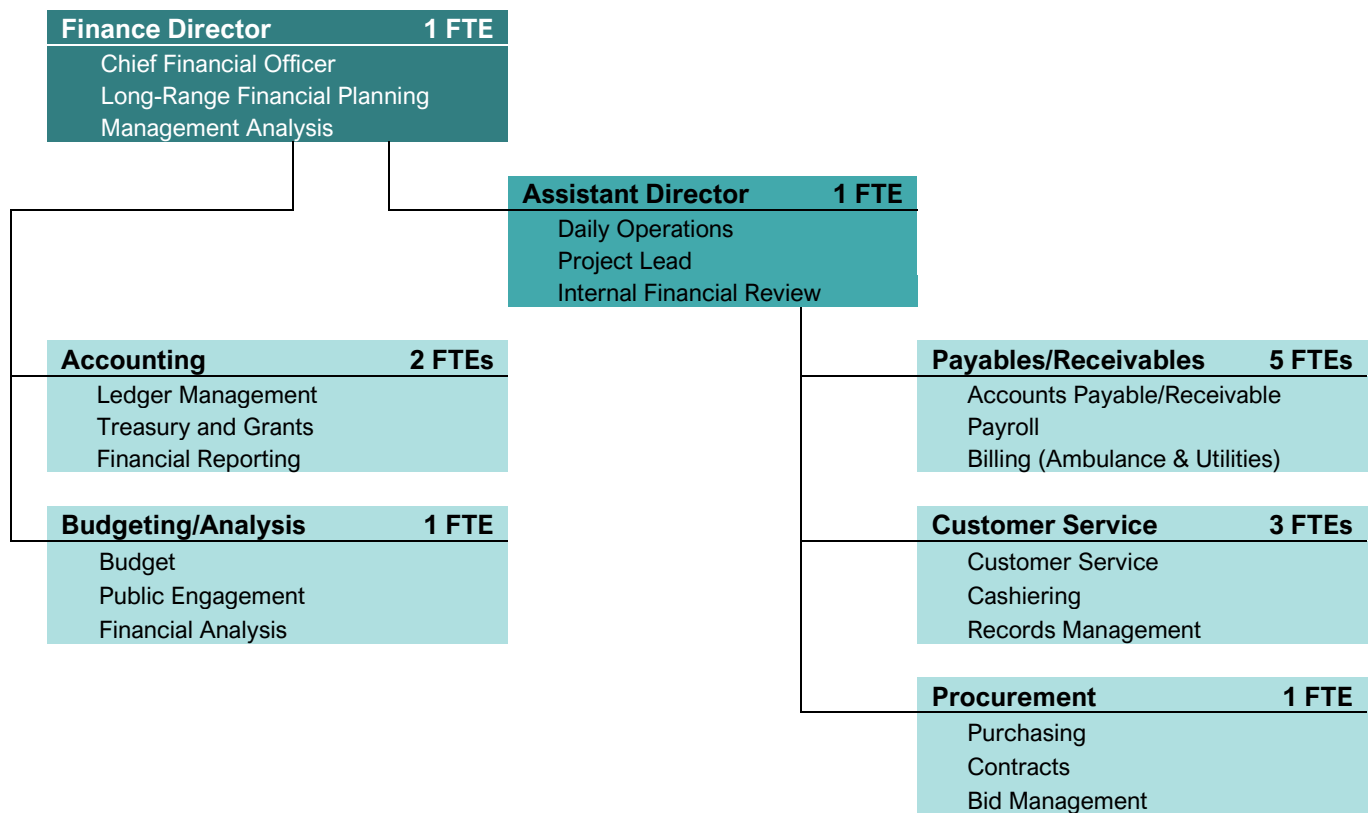 Finance Director 1 FTE
Chief Financial Officer
Long-Range Financial Planning
Management Analysis
Assistant Director 1 FTE
Daily Operations
Project Lead
Internal Financial Review
Accounting 2 FTEs
Ledger Management
Treasury and Grants
Financial Reporting
Budgeting/Analysis 1 FTE
Budget
Public Engagement
Financial Analysis
Payables/Receivables 5 FTEs
Accounts Payable/Receivable
Payroll
Billing (Ambulance & Utilities)
Customer Service 3 FTEs
Customer Service
Cashiering
Records Management
Procurement 1 FTE
Purchasing
Contracts
Bid Management